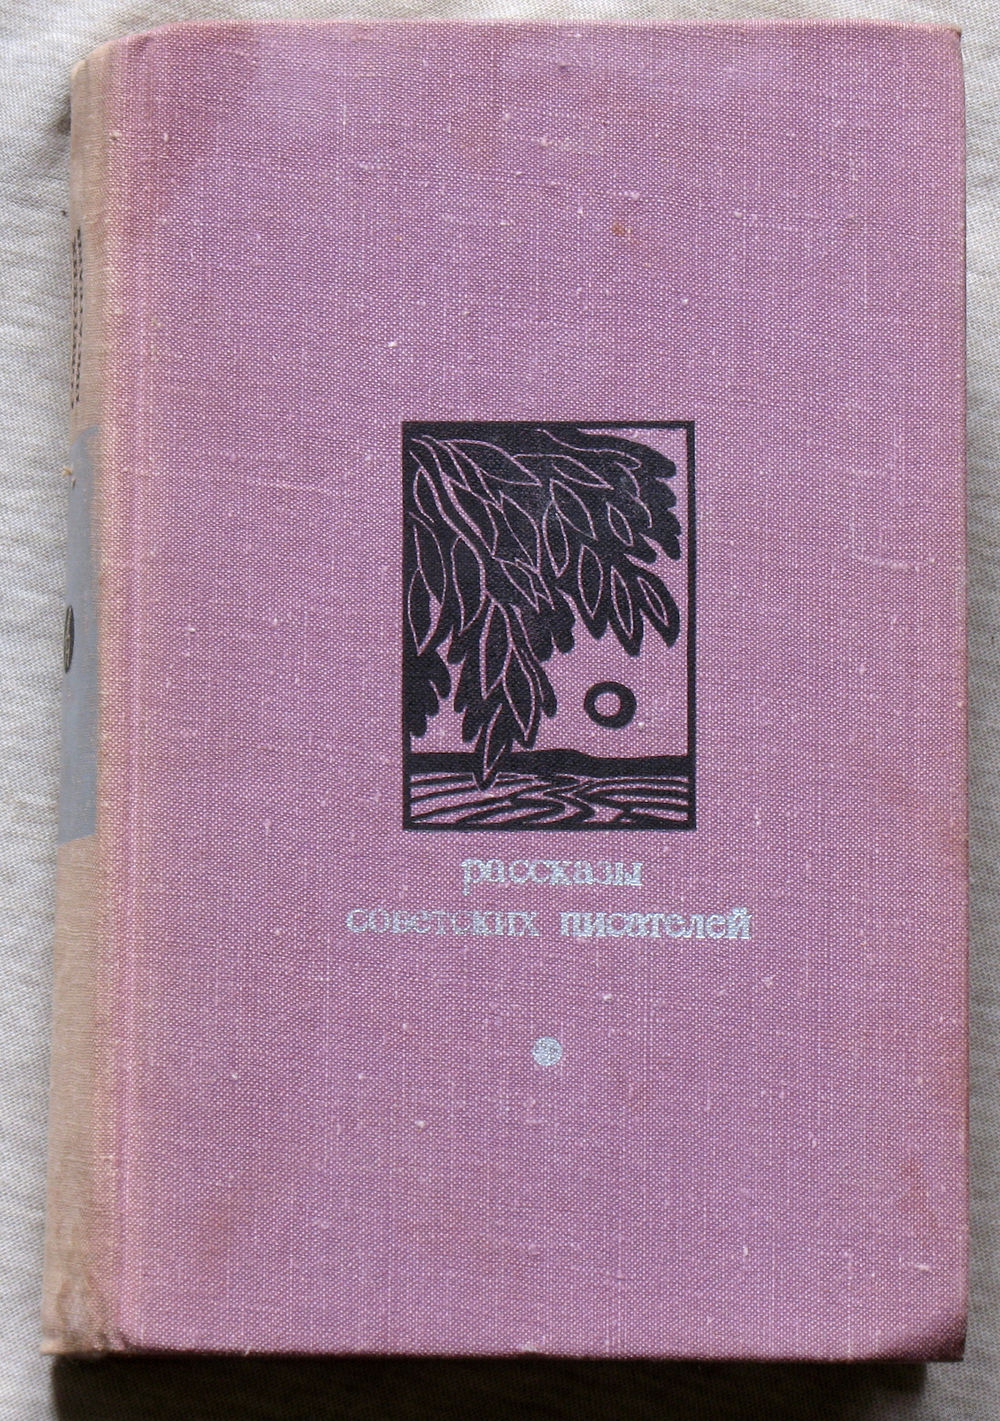 рассказы
советских писателей